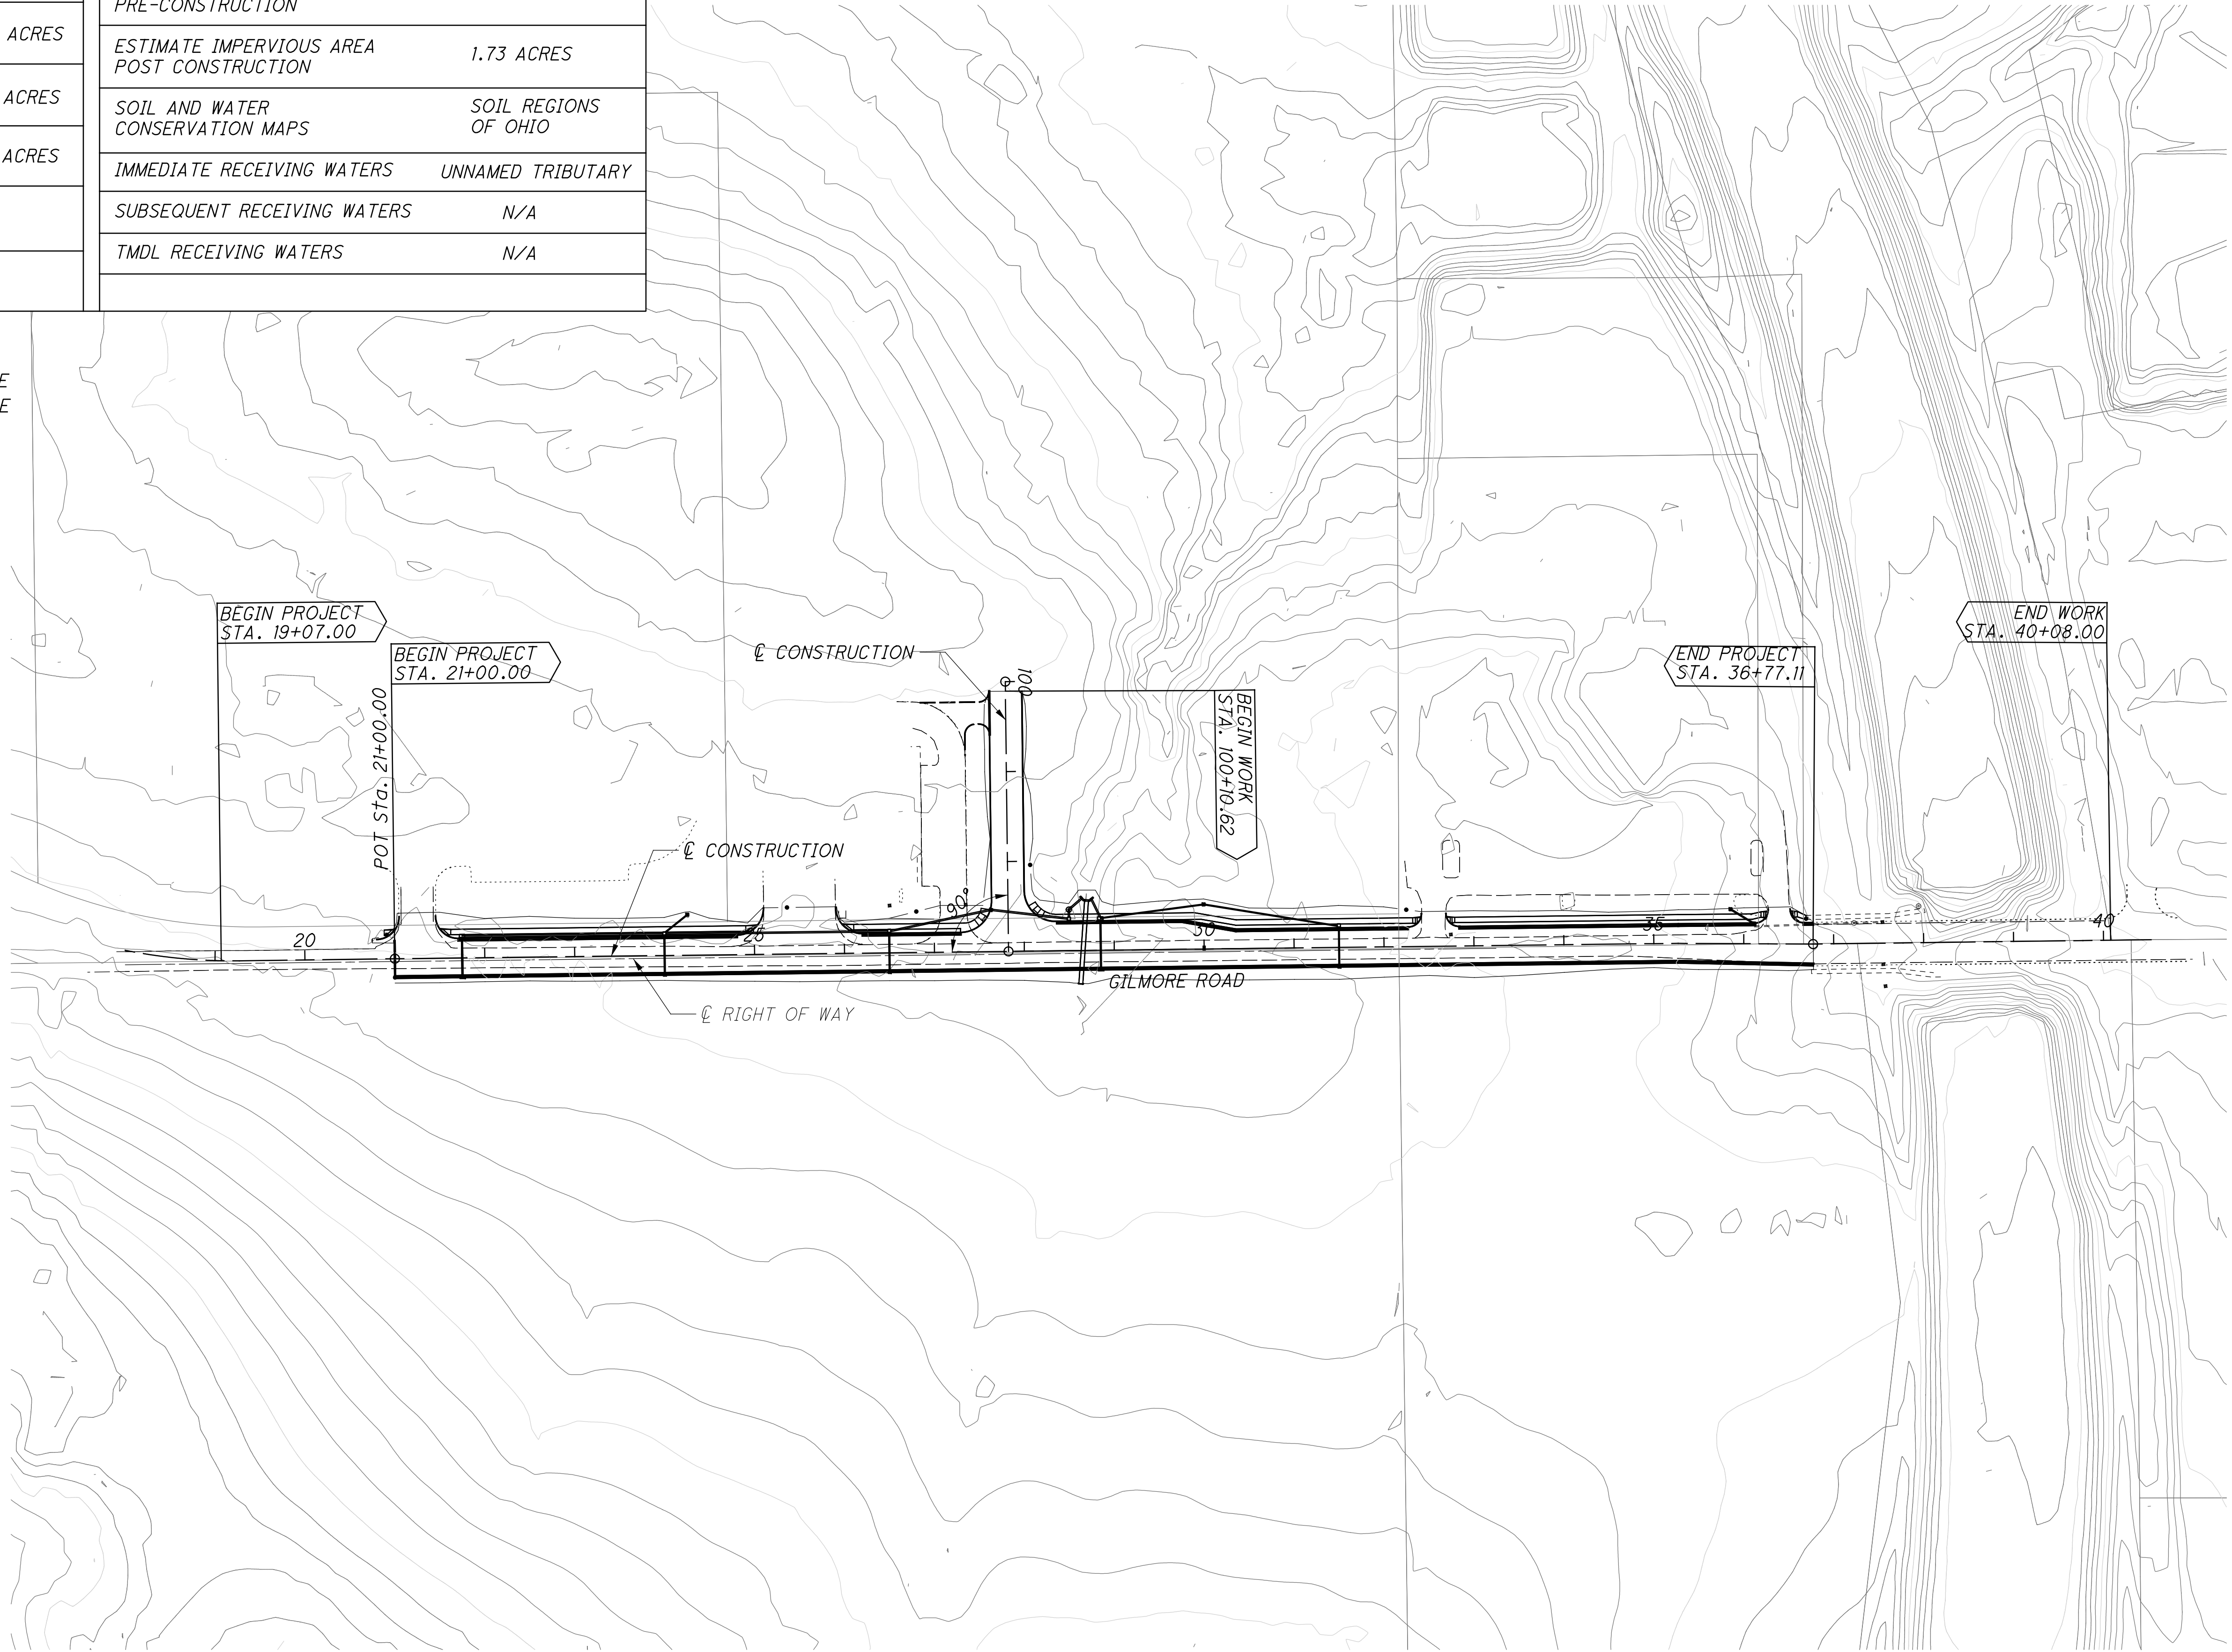 ACRES
ACRES
ACRES
PRE-CONSTRUCTION
ESTIMATE IMPERVIOUS AREA
POST CONSTRUCTION
1.73 ACRES
SOIL AND WATER
CONSERVATION MAPS
SOIL REGIONS
OF OHIO
IMMEDIATE RECEIVING WATERS
UNNAMED TRIBUTARY
SUBSEQUENT RECEIVING WATERS
N/A
TMDL RECEIVING WATERS
N/A
E
E
BEGIN PROJECT
STA. 19+07.00
BEGIN PROJECT
STA. 21+00.00
POT Sta. 21+00.00
℄ CONSTRUCTION
100
BEGIN WORK
STA. 100+10.62
END PROJECT
STA. 36+77.11
END WORK
STA. 40+08.00
℄ CONSTRUCTION
90°
20
25
30
35
40
GILMORE ROAD
℄ RIGHT OF WAY